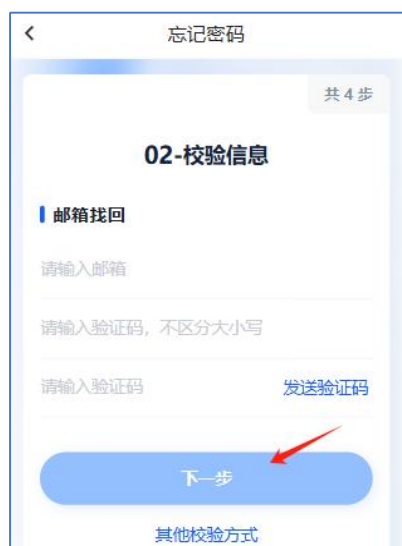 忘记密码
共4步
02-校验信息
邮箱找回
请输入邮箱
请输入验证码，不区分大小写
请输入验证码 发送验证码
下一步
其他校验方式